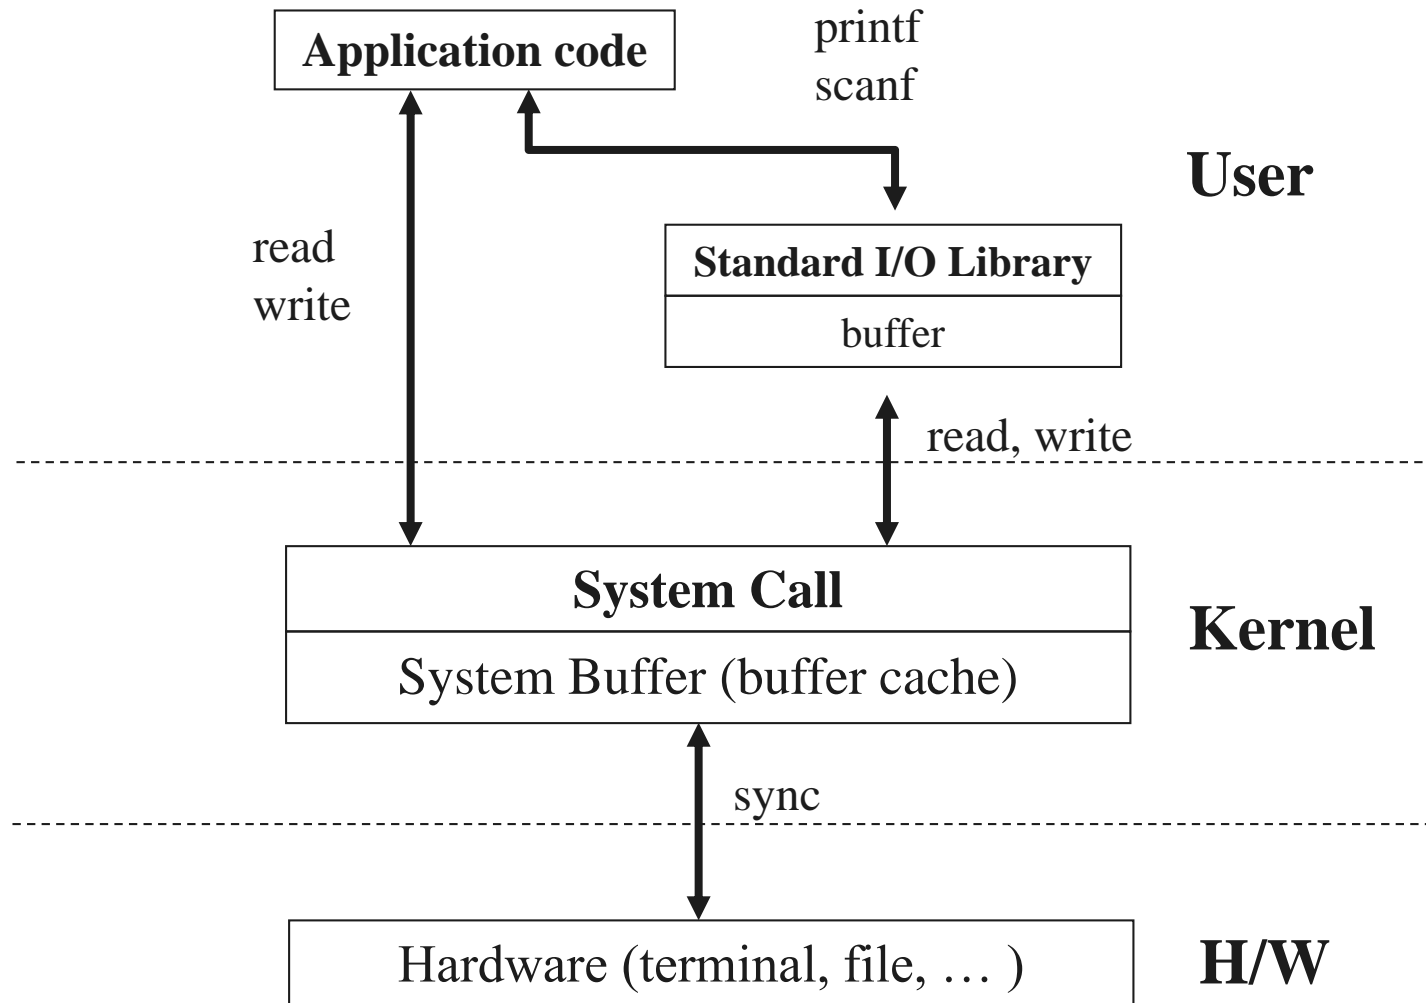 Application code
printf
scanf
User
read
write
Standard I/O Library
buffer
read, write
System Call
Kernel
System Buffer (buffer cache)
sync
Hardware (terminal, file, … )
H/W